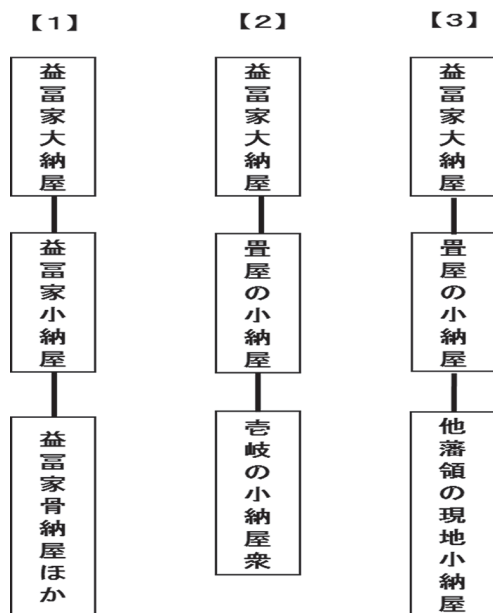 【1】
益冨家大納屋
益冨家小納屋
益冨家骨納屋ほか
【2】
益冨家大納屋
畳屋の小納屋
壱岐の小納屋衆
【3】
益冨家大納屋
畳屋の小納屋
他藩領の現地小納屋